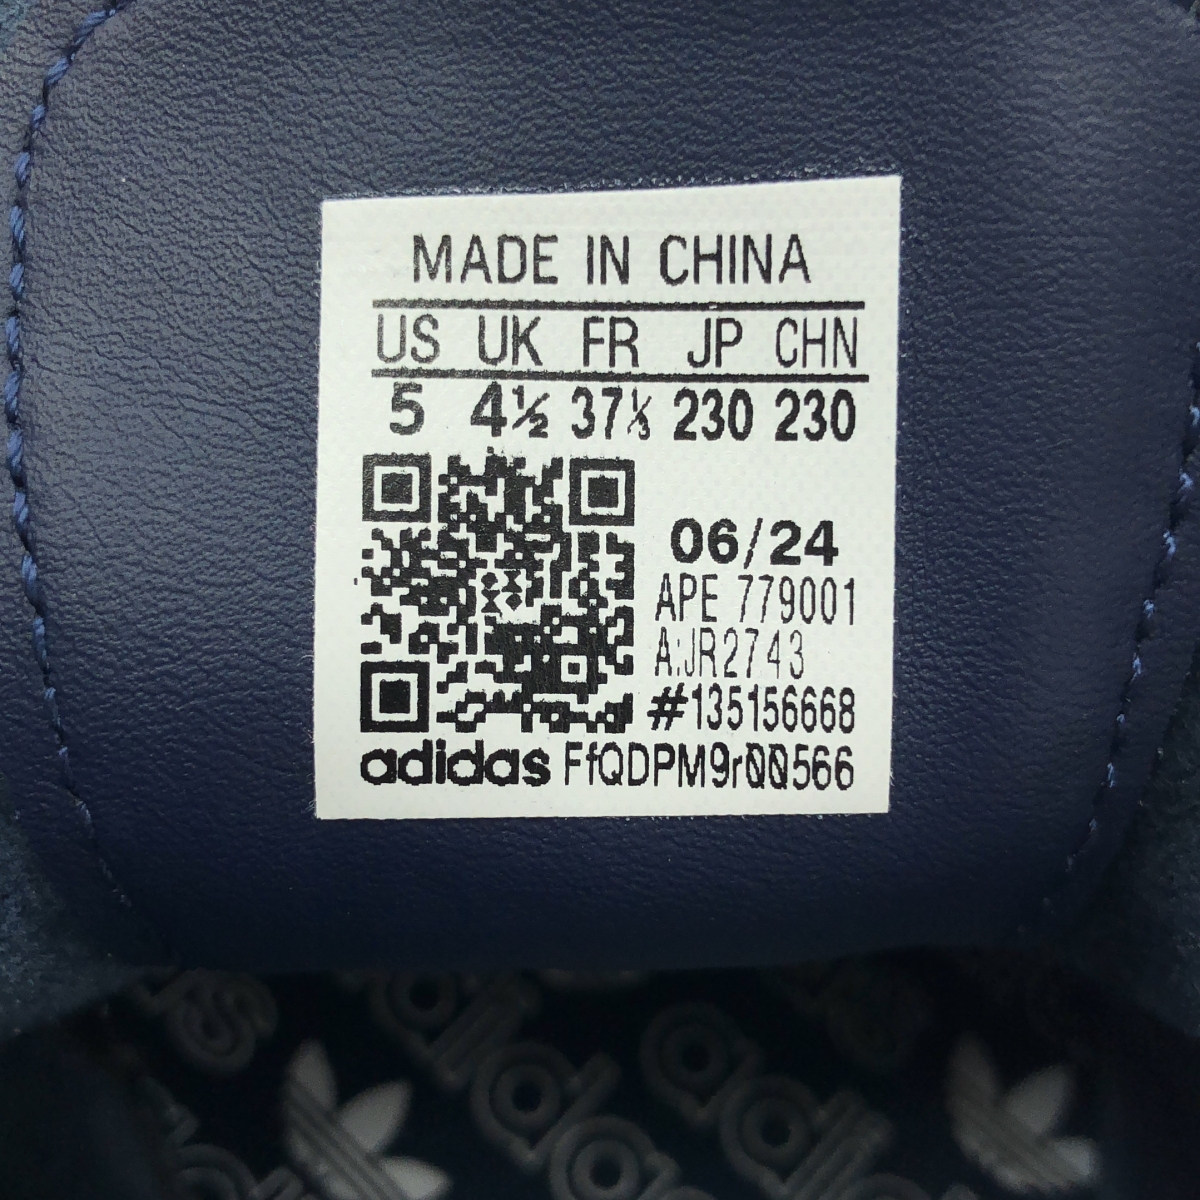 MADE IN CHINA
US UK FR JP CHN
5 4½ 37⅓ 230 230
06/24
APE 779001
A:JR2743
#135156668
adidas FfQDPM9r00566
adidas